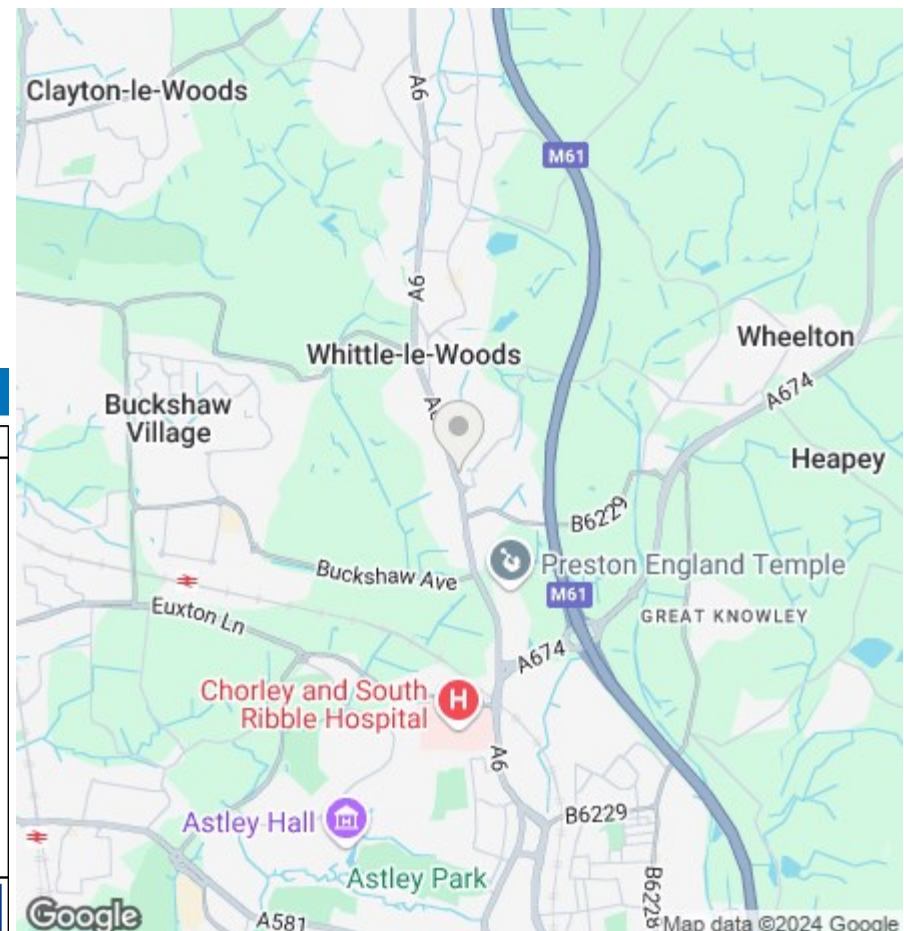 Clayton-le-Woods
A6
M61
A6
Whittle-le-Woods
Wheelton
A674
Buckshaw
Village
Heapey
B6229
Preston England Temple
Buckshaw Ave
M61
GREAT KNOWLEY
Euxton Ln
A674
Chorley and South
Ribble Hospital
H
A6
Astley Hall
B6229
Astley Park
B6228
Google
A581
Map data ©2024 Google